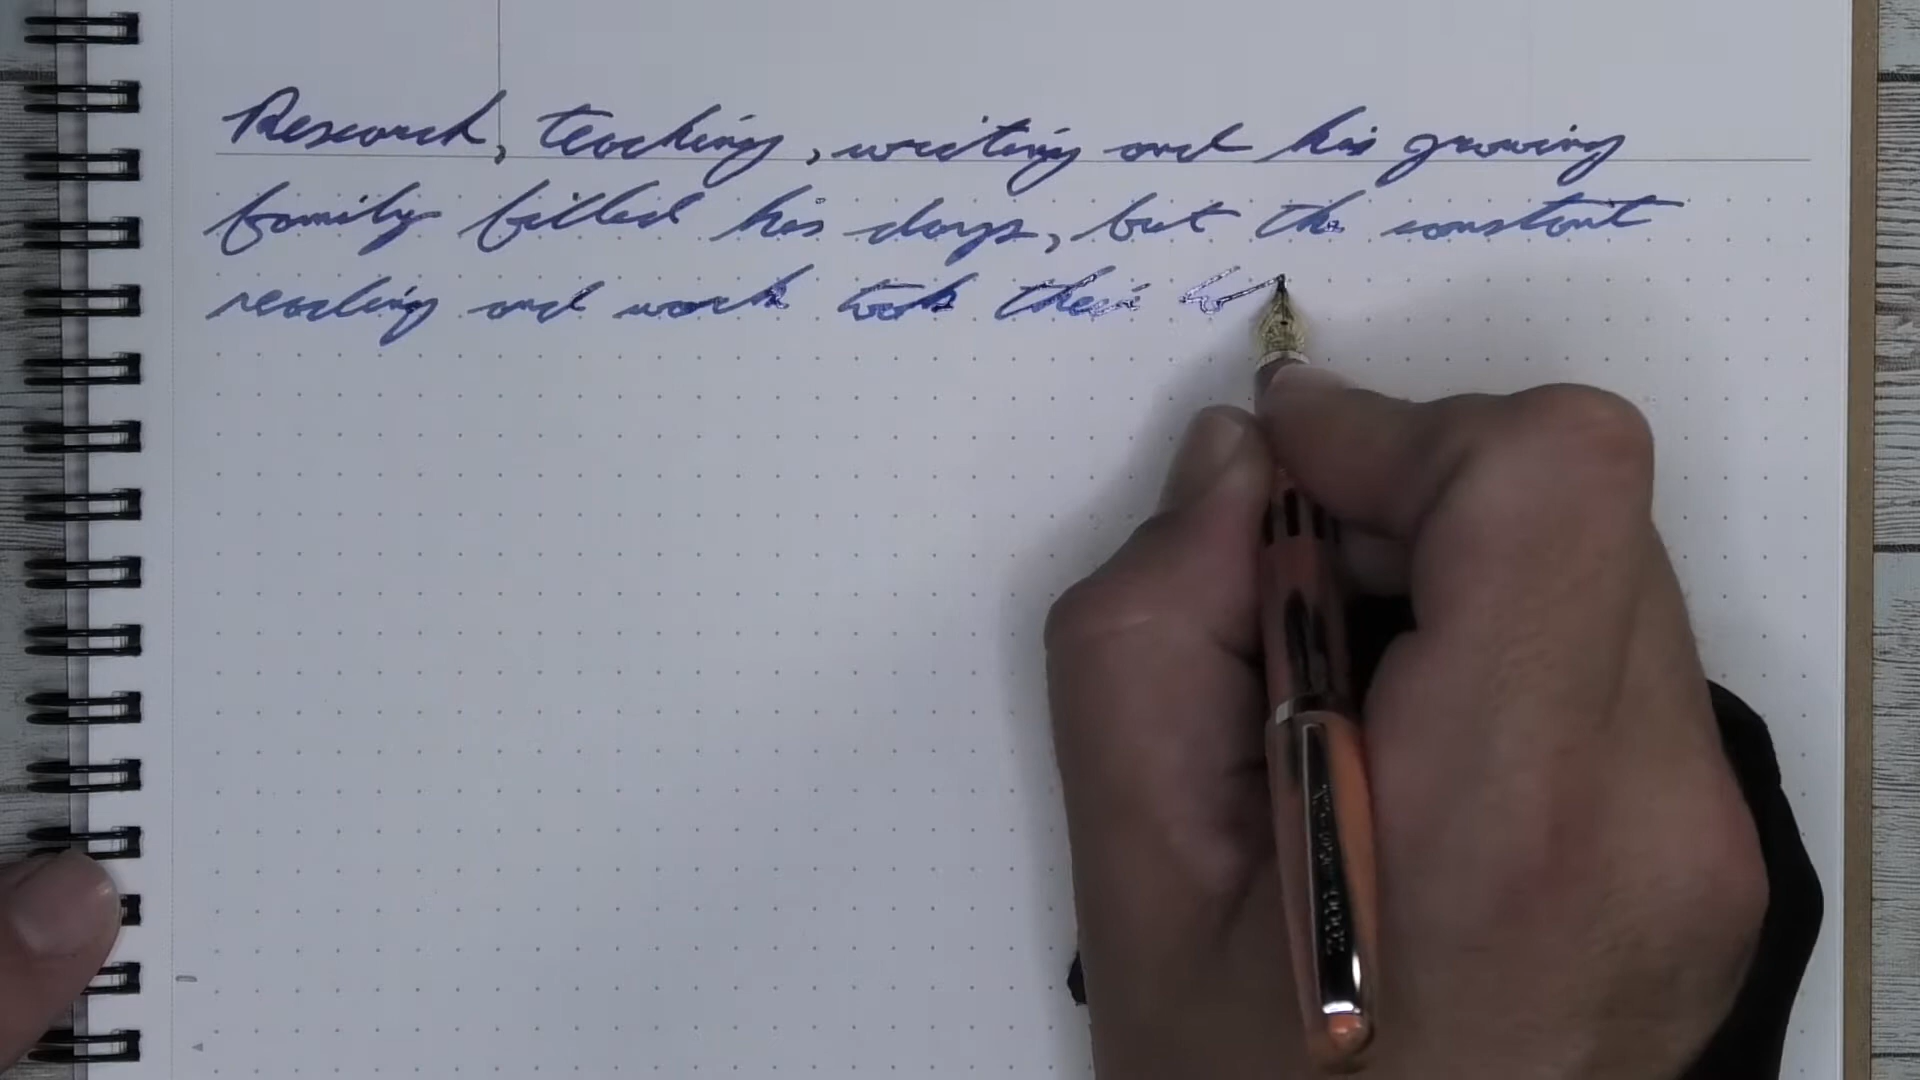 Research, teaching, writing and his growing
family filled his days, but the constant
reading and work took their